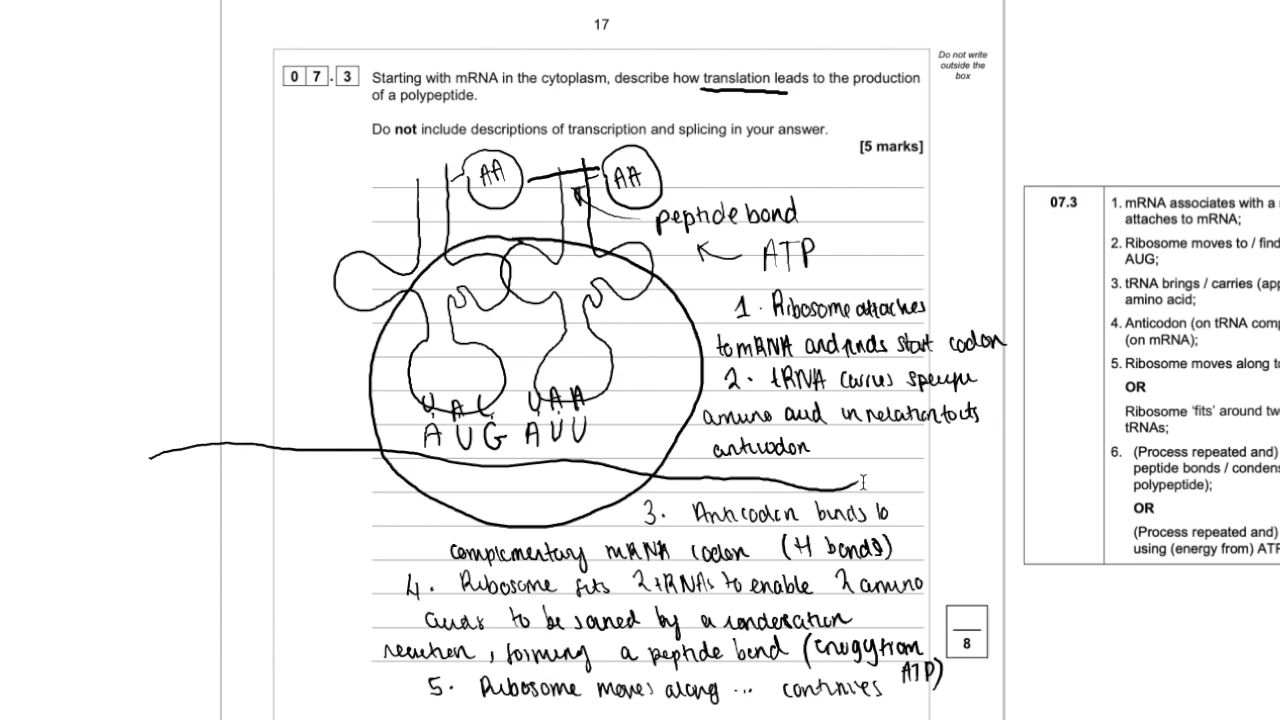 17
Do not write
outside the
box
0 7 . 3 Starting with mRNA in the cytoplasm, describe how translation leads to the production
of a polypeptide.
Do not include descriptions of transcription and splicing in your answer.
[5 marks]
AA AA
peptide bond
ATP
1. Ribosome attaches
to mRNA and finds start codon
2. tRNA carries specific
amino acid in relation to its
anticodon
U A C U A A
A U G A U U
3. Anticodon binds to
complementary mRNA codon (H bonds)
4. Ribosome fits 2 tRNAs to enable 2 amino
acids to be joined by a condensation
reaction, forming a peptide bond (energy from
ATP)
5. Ribosome moves along ... continues
8
07.3
1. mRNA associates with a
attaches to mRNA;
2. Ribosome moves to / find
AUG;
3. tRNA brings / carries (app
amino acid;
4. Anticodon (on tRNA comp
(on mRNA);
5. Ribosome moves along to
OR
Ribosome 'fits' around tw
tRNAs;
6. (Process repeated and)
peptide bonds / condens
polypeptide);
OR
(Process repeated and)
using (energy from) ATP